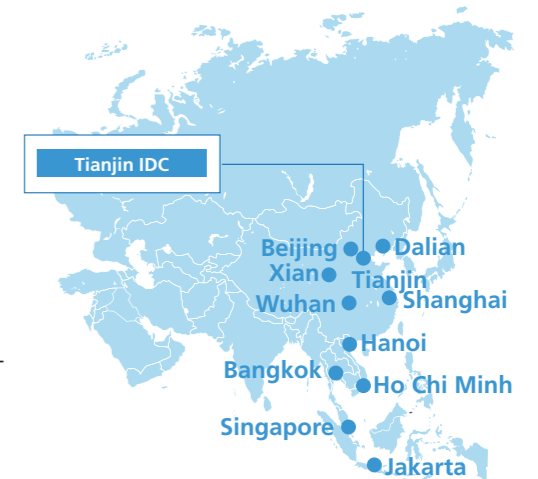 Tianjin IDC
Beijing
Dalian
Xian
Tianjin
Wuhan
Shanghai
Hanoi
Bangkok
Ho Chi Minh
Singapore
Jakarta